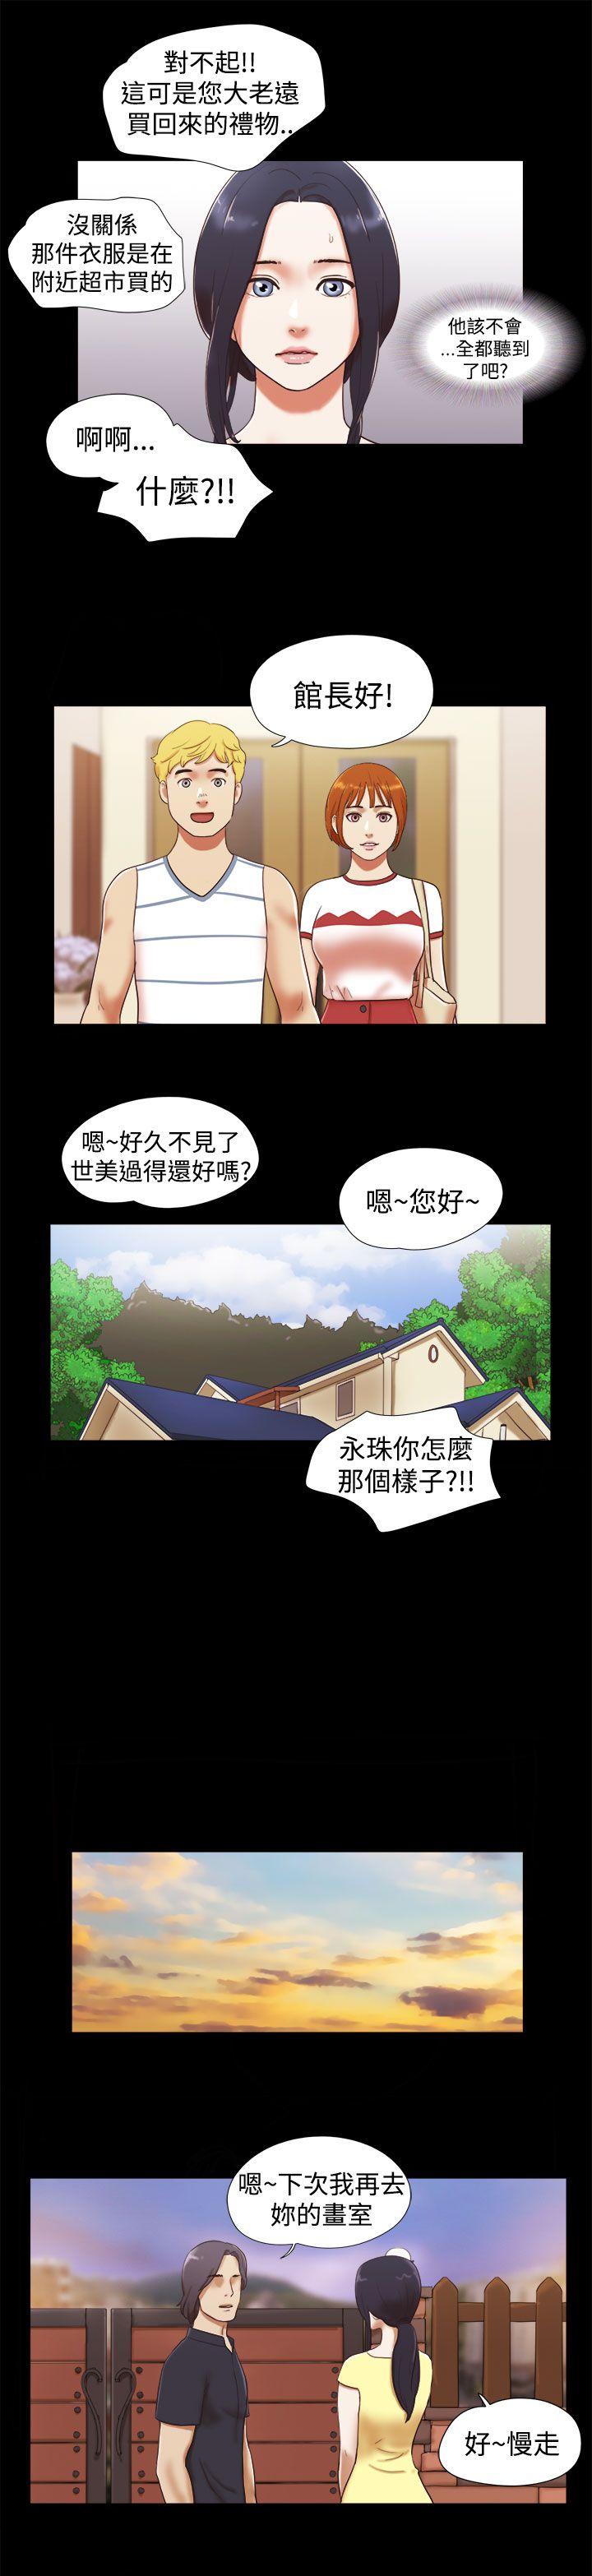 對不起!!
這可是您大老遠
買回來的禮物..
沒關係
那件衣服是在
附近超市買的
他該不會
...全都聽到
了吧?
啊啊...
什麼?!!
館長好!
嗯~好久不見了
世美過得還好嗎?
嗯~您好~
永珠你怎麼
那個樣子?!!
嗯~下次我再去
妳的畫室
好~慢走